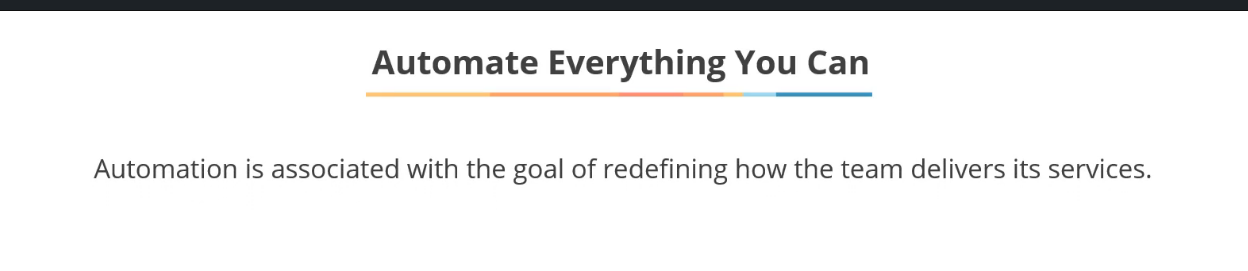 Automate Everything You Can
Automation is associated with the goal of redefining how the team delivers its services.